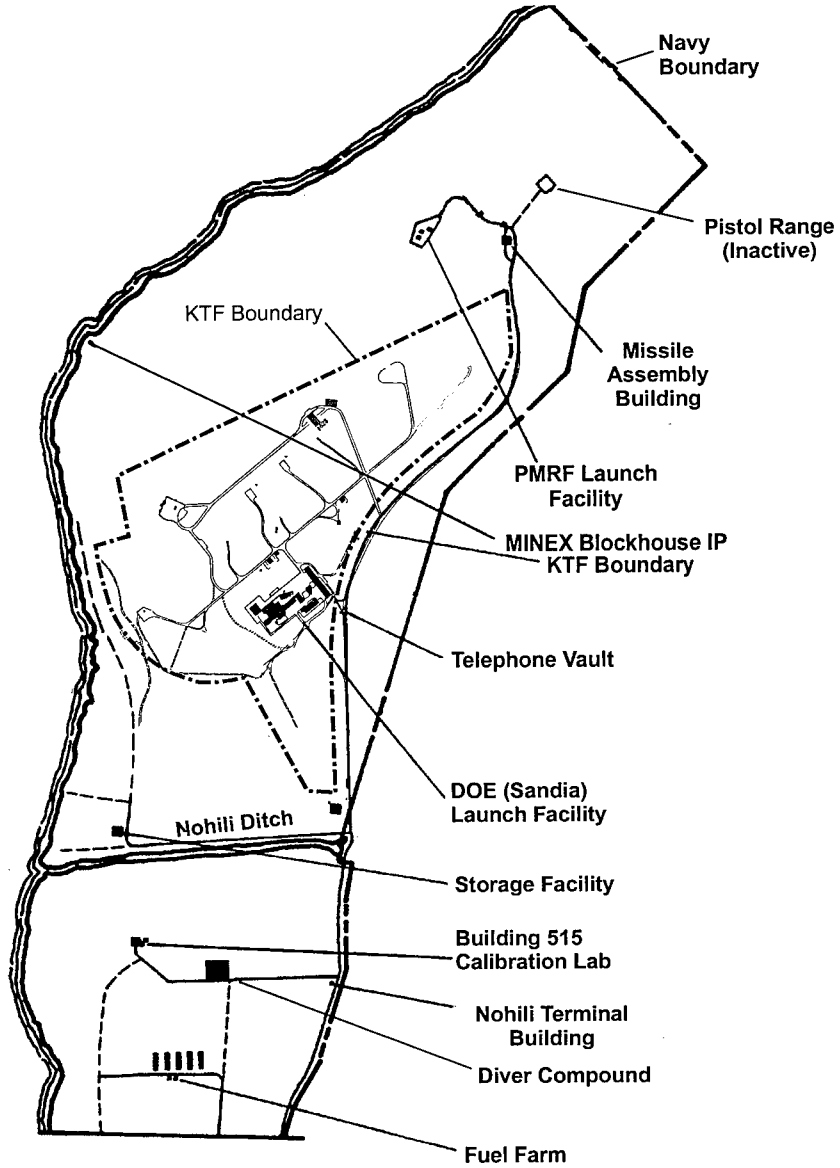 Navy
Boundary
Pistol Range
(Inactive)
KTF Boundary
Missile
Assembly
Building
PMRF Launch
Facility
MINEX Blockhouse IP
KTF Boundary
Telephone Vault
DOE (Sandia)
Launch Facility
Nohili Ditch
Storage Facility
Building 515
Calibration Lab
Nohili Terminal
Building
Diver Compound
Fuel Farm